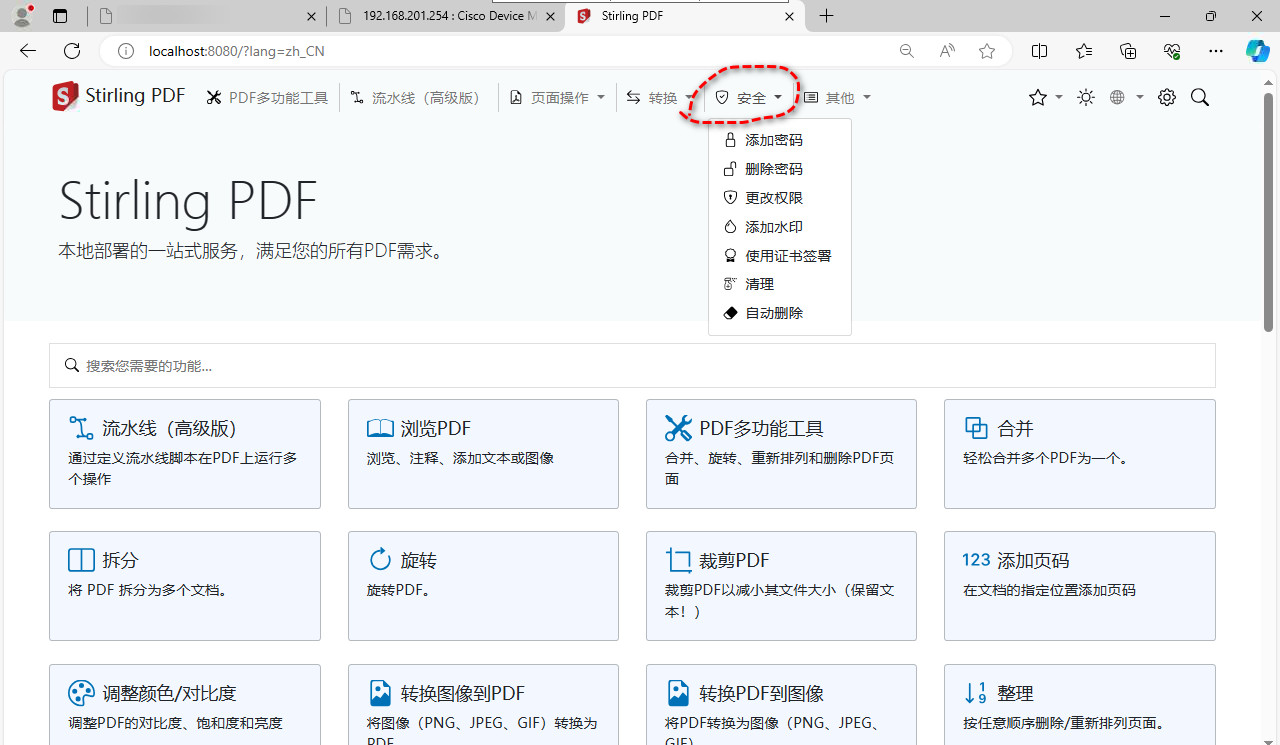 192.168.201.254 : Cisco Device M
Stirling PDF
localhost:8080/?lang=zh_CN
Stirling PDF
PDF多功能工具
流水线（高级版）
页面操作
转换
安全
其他
添加密码
删除密码
更改权限
添加水印
使用证书签署
清理
自动删除
Stirling PDF
本地部署的一站式服务，满足您的所有PDF需求。
搜索您需要的功能...
流水线（高级版）
通过定义流水线脚本在PDF上运行多
个操作
浏览PDF
浏览、注释、添加文本或图像
PDF多功能工具
合并、旋转、重新排列和删除PDF页
面
合并
轻松合并多个PDF为一个。
拆分
将 PDF 拆分为多个文档。
旋转
旋转PDF。
裁剪PDF
裁剪PDF以减小其文件大小（保留文
本！）
123 添加页码
在文档的指定位置添加页码
调整颜色/对比度
调整PDF的对比度、饱和度和亮度
转换图像到PDF
将图像（PNG、JPEG、GIF）转换为
PDF
转换PDF到图像
将PDF转换为图像（PNG、JPEG、
GIF）
整理
按任意顺序删除/重新排列页面。